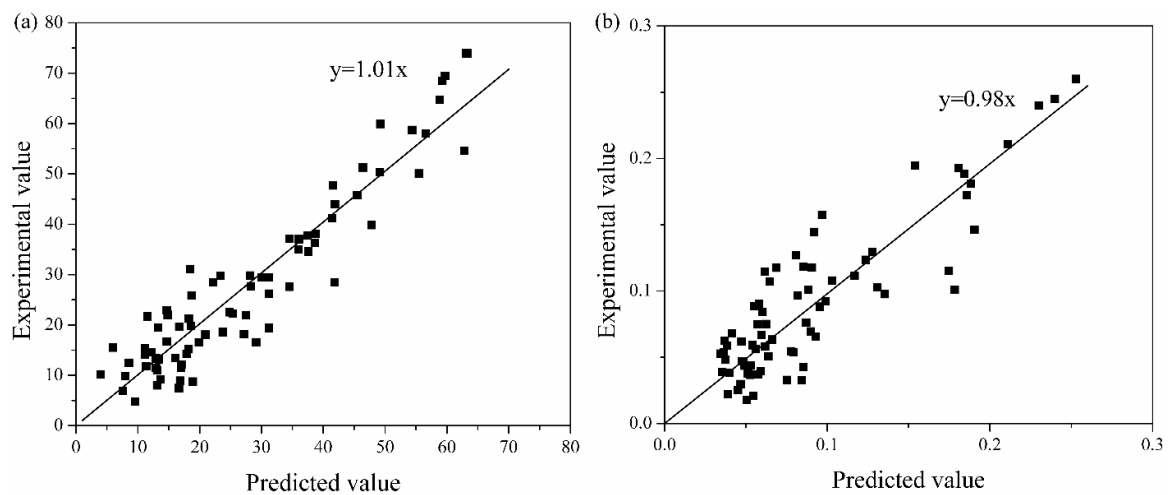 (a)
80
70
60
50
40
30
20
10
0
Experimental value
y=1.01x
0 10 20 30 40 50 60 70 80
Predicted value
(b)
0.3
0.2
0.1
0.0
Experimental value
y=0.98x
0.0 0.1 0.2 0.3
Predicted value